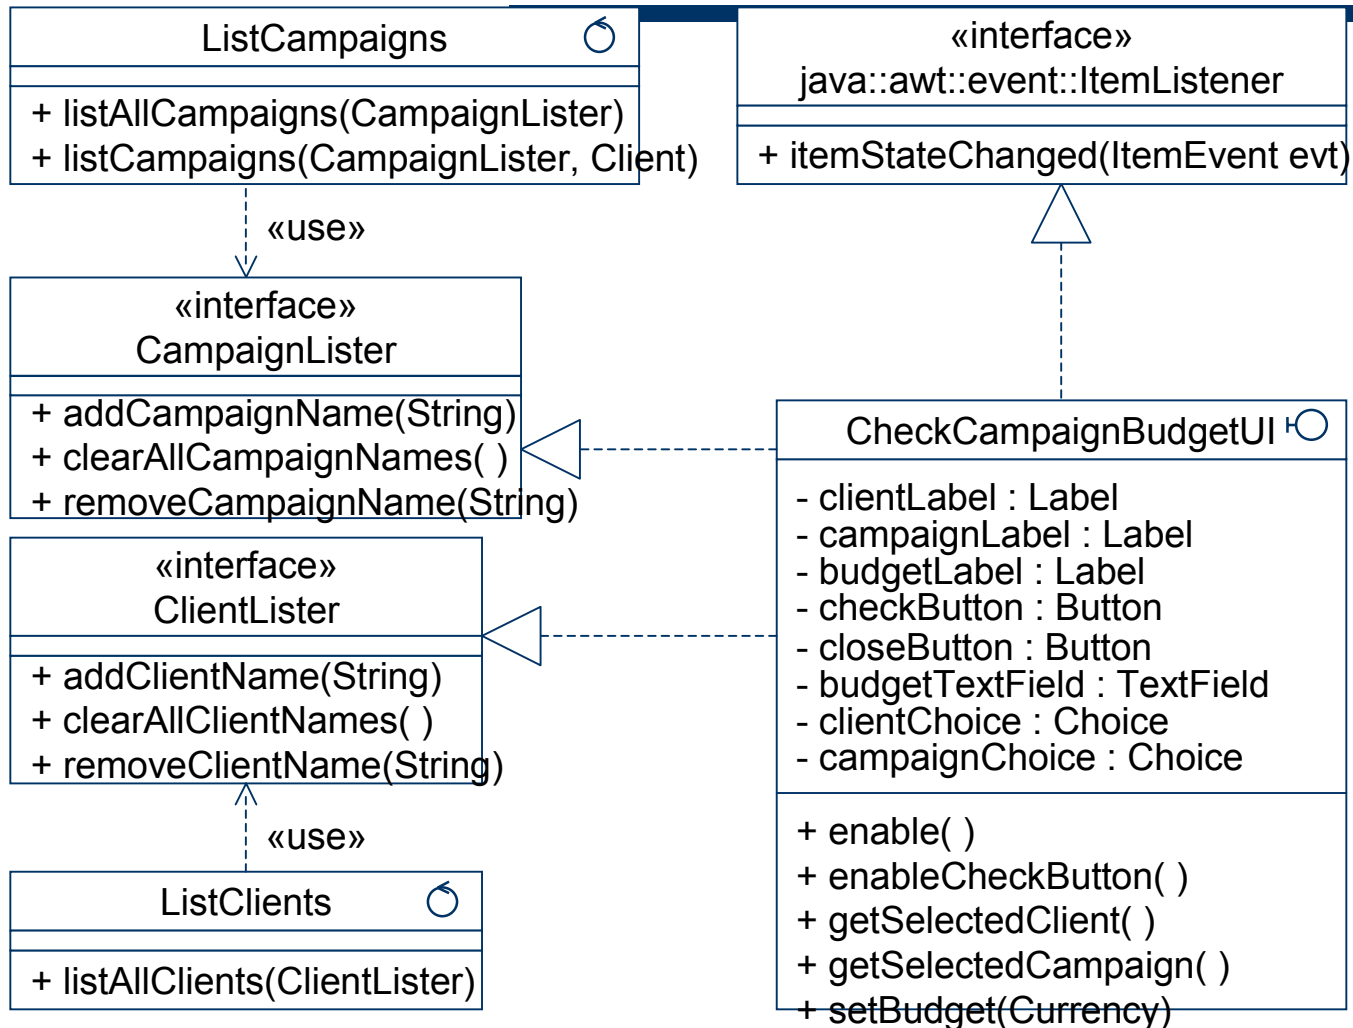 ListCampaigns
+ listAllCampaigns(CampaignLister)
+ listCampaigns(CampaignLister, Client)
«use»
«interface»
CampaignLister
+ addCampaignName(String)
+ clearAllCampaignNames( )
+ removeCampaignName(String)
«interface»
ClientLister
+ addClientName(String)
+ clearAllClientNames( )
+ removeClientName(String)
«use»
ListClients
+ listAllClients(ClientLister)
«interface»
java::awt::event::ItemListener
+ itemStateChanged(ItemEvent evt)
CheckCampaignBudgetUI
- clientLabel : Label
- campaignLabel : Label
- budgetLabel : Label
- checkButton : Button
- closeButton : Button
- budgetTextField : TextField
- clientChoice : Choice
- campaignChoice : Choice
+ enable( )
+ enableCheckButton( )
+ getSelectedClient( )
+ getSelectedCampaign( )
+ setBudget(Currency)